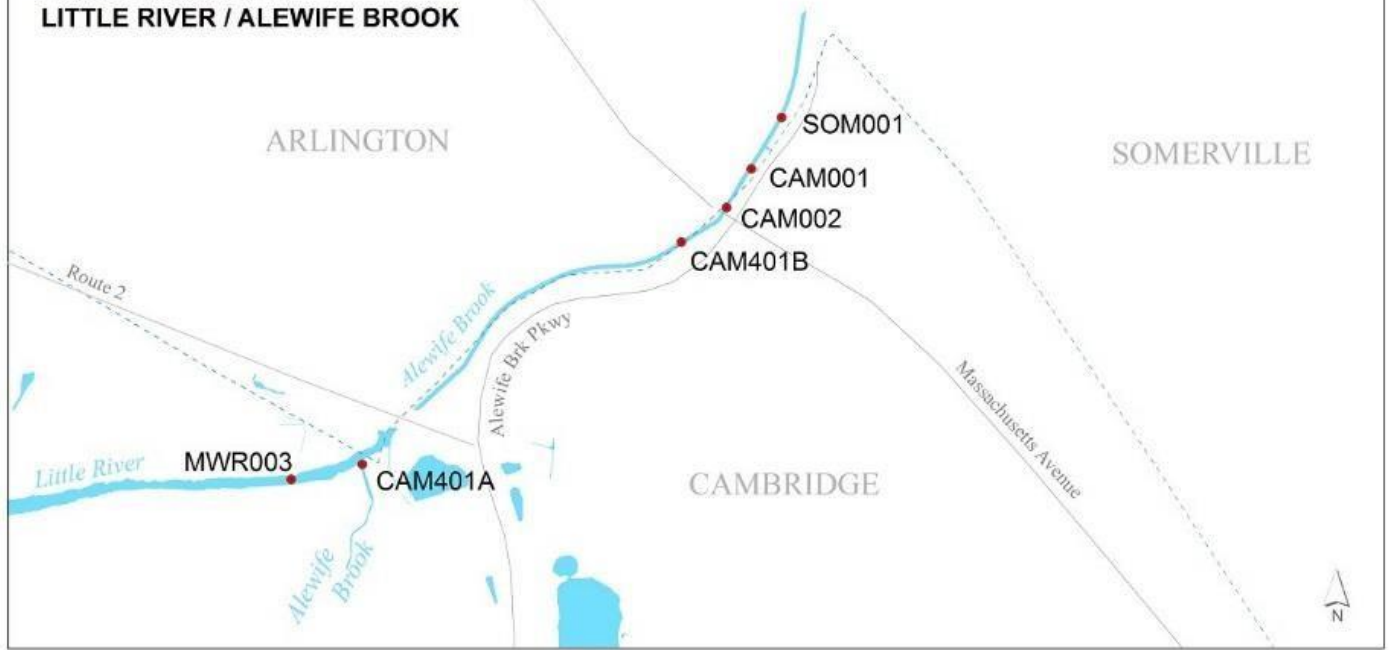 LITTLE RIVER / ALEWIFE BROOK
ARLINGTON
SOM001
SOMERVILLE
CAM001
CAM002
CAM401B
Route 2
Alewife Brook
Alewife Brk Pkwy
Massachusetts Avenue
Little River
MWR003
CAM401A
CAMBRIDGE
Alewife
Brook
N